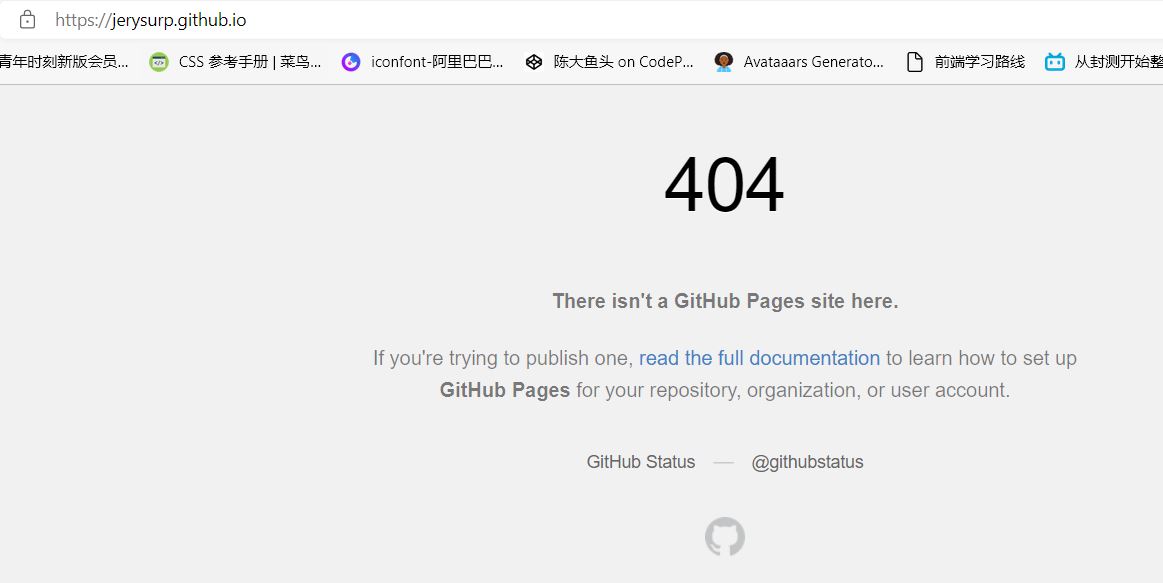 https://jerysurp.github.io
青年时刻新版会员... CSS 参考手册 | 菜鸟... iconfont-阿里巴巴... 陈大鱼头 on CodeP... Avataaars Generato... 前端学习路线 从封测开始整
404
There isn't a GitHub Pages site here.
If you're trying to publish one, read the full documentation to learn how to set up
GitHub Pages for your repository, organization, or user account.
GitHub Status — @githubstatus